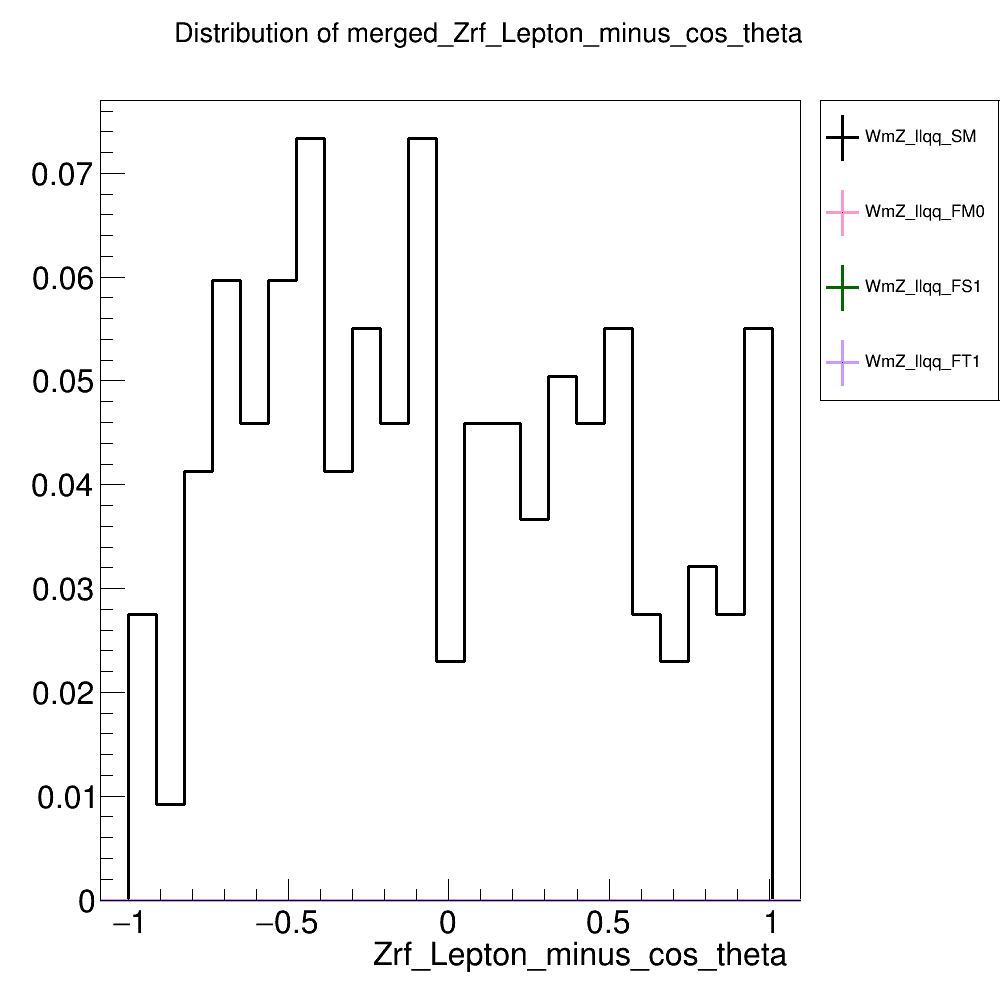 Distribution of merged_Zrf_Lepton_minus_cos_theta
WmZ_llqq_SM
WmZ_llqq_FM0
WmZ_llqq_FS1
WmZ_llqq_FT1
0.07
0.06
0.05
0.04
0.03
0.02
0.01
0
−1 −0.5 0 0.5 1
Zrf_Lepton_minus_cos_theta